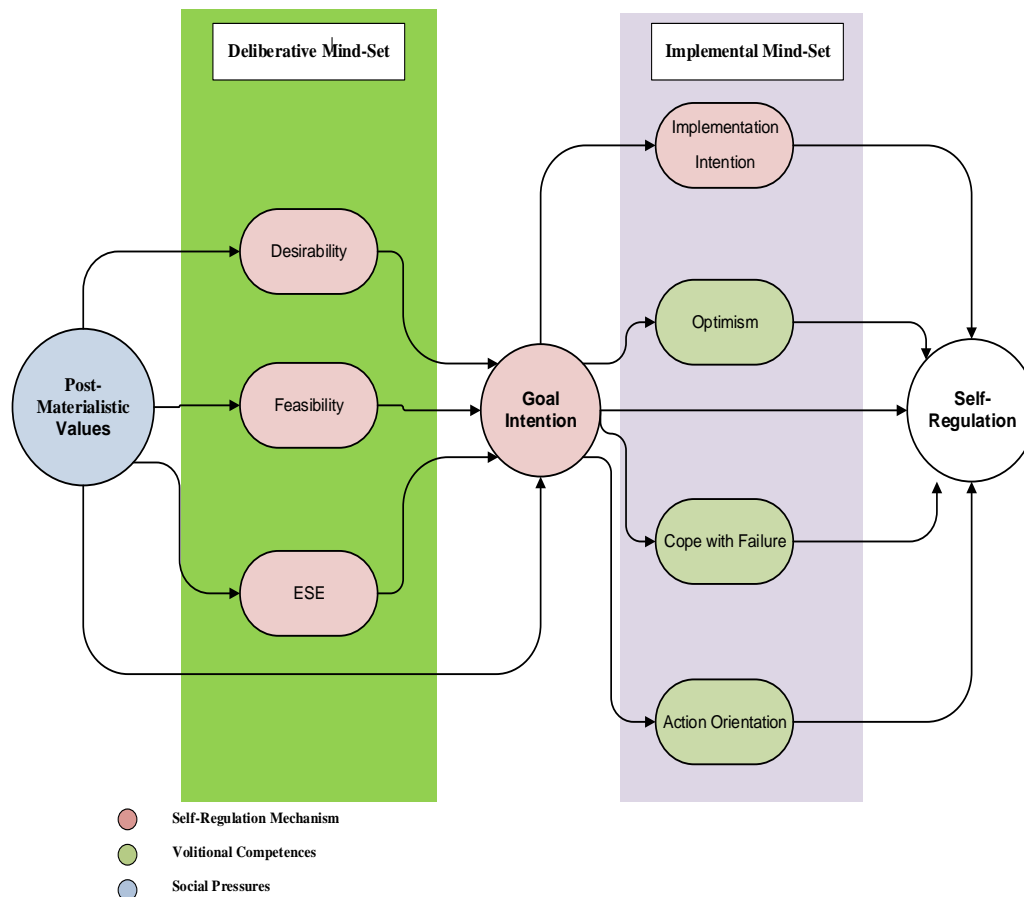 Deliberative Mind-Set
Implemental Mind-Set
Implementation
Intention
Desirability
Optimism
Post-
Materialistic
Values
Feasibility
Goal
Intention
Self-
Regulation
Cope with Failure
ESE
Action Orientation
Self-Regulation Mechanism
Volitional Competences
Social Pressures